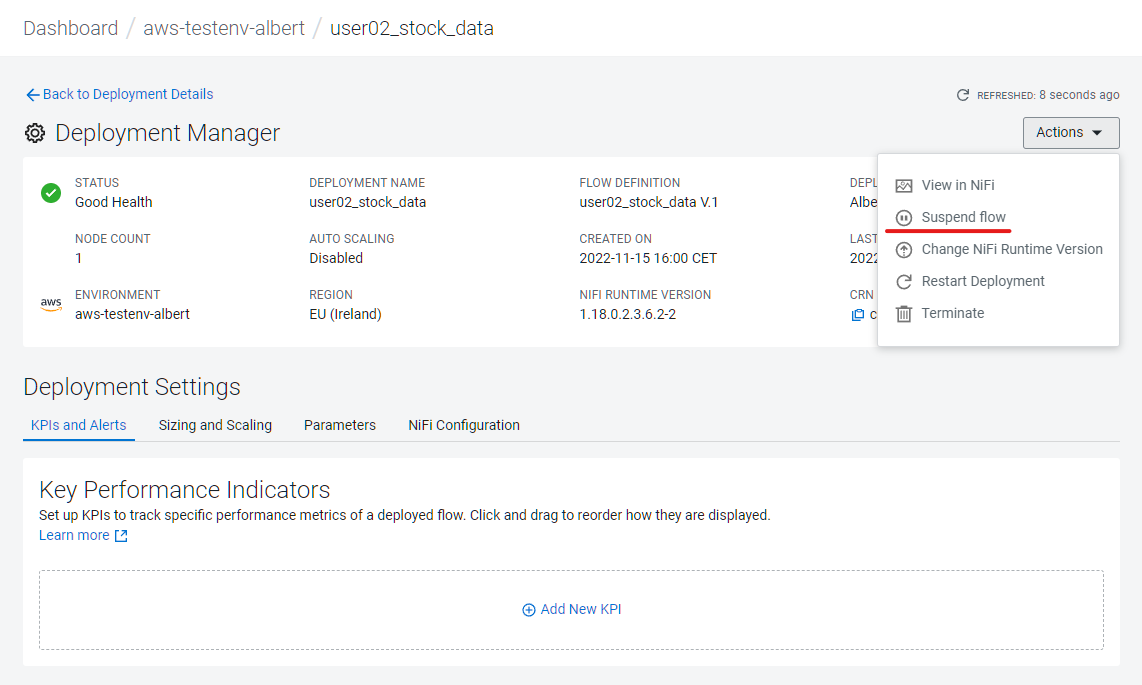 Dashboard / aws-testenv-albert / user02_stock_data
Back to Deployment Details
REFRESHED: 8 seconds ago
Deployment Manager
Actions
STATUS
Good Health
DEPLOYMENT NAME
user02_stock_data
FLOW DEFINITION
user02_stock_data V.1
DEPL
Albe
NODE COUNT
1
AUTO SCALING
Disabled
CREATED ON
2022-11-15 16:00 CET
LAST
2022
aws
ENVIRONMENT
aws-testenv-albert
REGION
EU (Ireland)
NIFI RUNTIME VERSION
1.18.0.2.3.6.2-2
CRN
c
View in NiFi
Suspend flow
Change NiFi Runtime Version
Restart Deployment
Terminate
Deployment Settings
KPIs and Alerts
Sizing and Scaling
Parameters
NiFi Configuration
Key Performance Indicators
Set up KPIs to track specific performance metrics of a deployed flow. Click and drag to reorder how they are displayed.
Learn more
Add New KPI